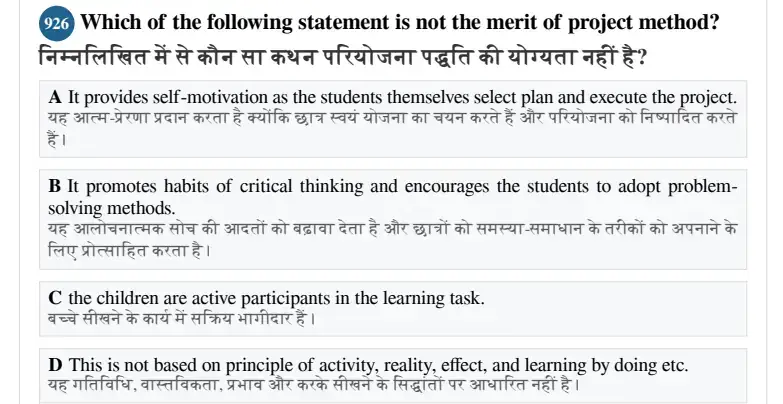 926 Which of the following statement is not the merit of project method?
निम्नलिखित में से कौन सा कथन परियोजना पद्धति की योग्यता नहीं है?
A It provides self-motivation as the students themselves select plan and execute the project.
यह आत्म-प्रेरणा प्रदान करता है क्योंकि छात्र स्वयं योजना का चयन करते हैं और परियोजना को निष्पादित करते
हैं।
B It promotes habits of critical thinking and encourages the students to adopt problem-
solving methods.
यह आलोचनात्मक सोच की आदतों को बढ़ावा देता है और छात्रों को समस्या-समाधान के तरीकों को अपनाने के
लिए प्रोत्साहित करता है।
C the children are active participants in the learning task.
बच्चे सीखने के कार्य में सक्रिय भागीदार हैं।
D This is not based on principle of activity, reality, effect, and learning by doing etc.
यह गतिविधि, वास्तविकता, प्रभाव और करके सीखने के सिद्धांतों पर आधारित नहीं है।